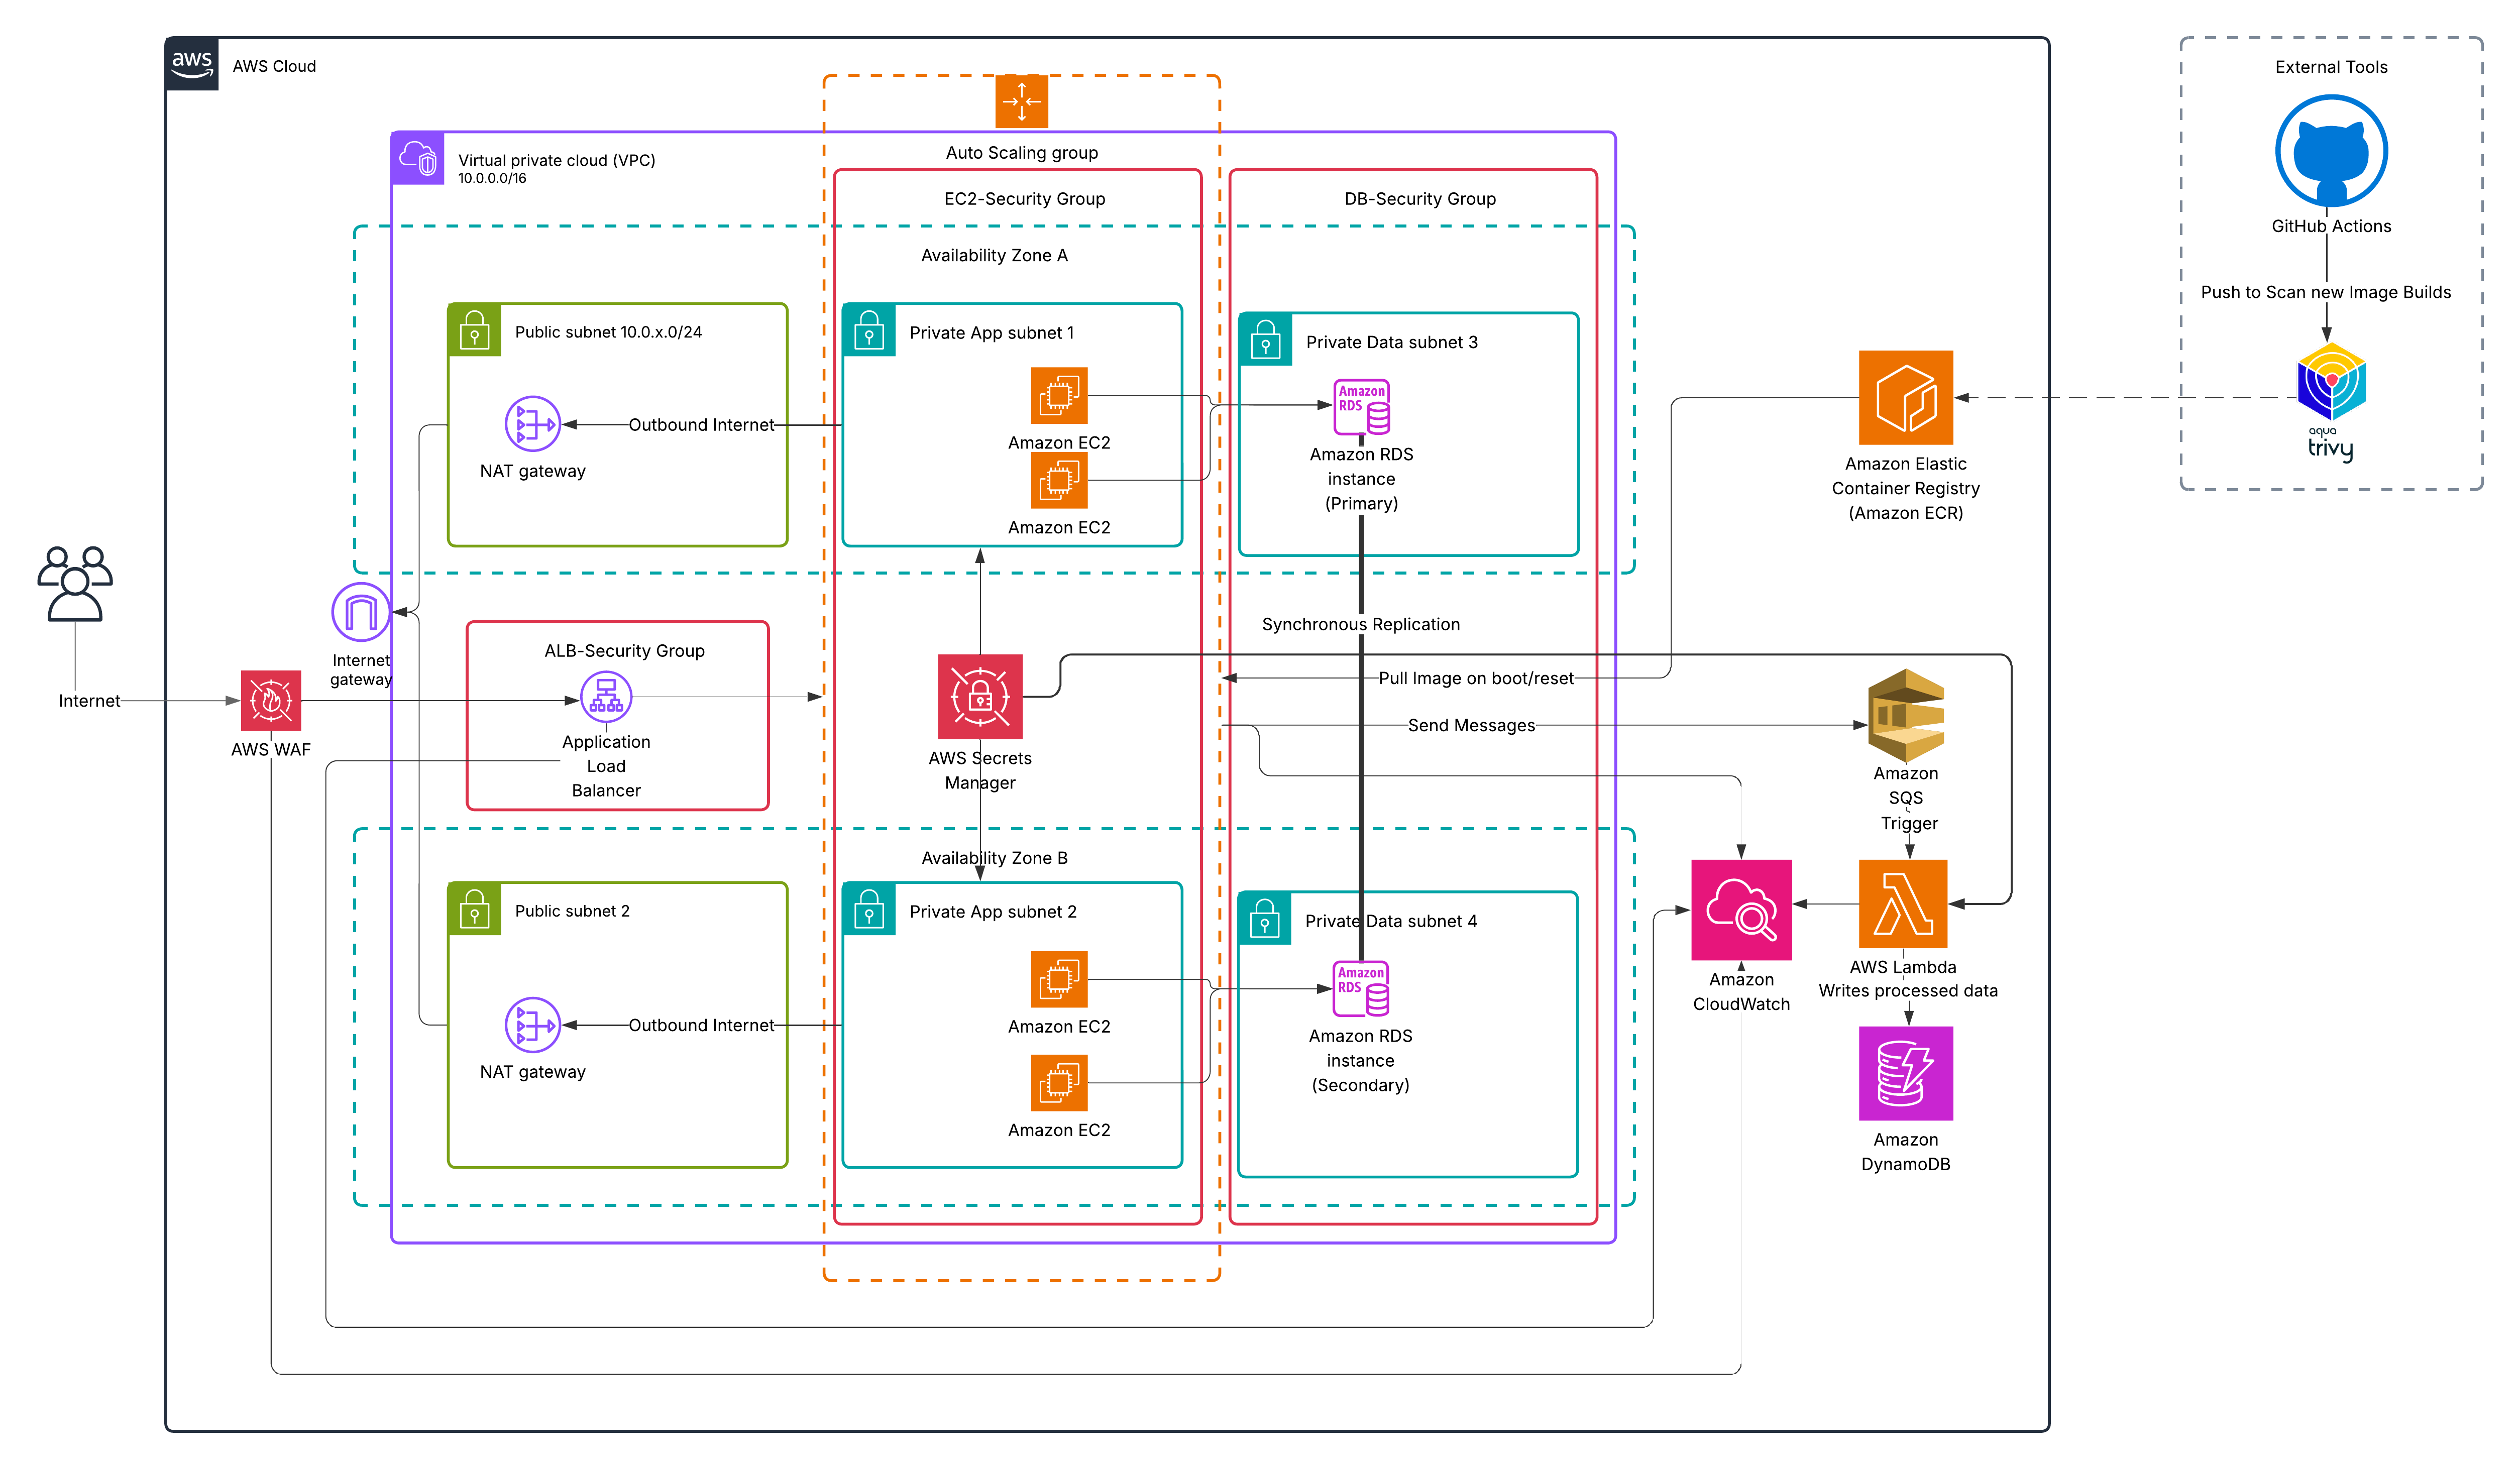 aws
AWS Cloud
External Tools
GitHub Actions
Push to Scan new Image Builds
aqua
trivy
Virtual private cloud (VPC)
10.0.0.0/16
Auto Scaling group
EC2-Security Group
DB-Security Group
Availability Zone A
Public subnet 10.0.x.0/24
Private App subnet 1
Private Data subnet 3
Amazon EC2
Amazon EC2
Outbound Internet
NAT gateway
Amazon
RDS
Amazon RDS
instance
(Primary)
Amazon Elastic
Container Registry
(Amazon ECR)
Synchronous Replication
Internet
gateway
ALB-Security Group
Internet
AWS WAF
Application
Load
Balancer
AWS Secrets
Manager
Pull Image on boot/reset
Send Messages
Amazon
SQS
Trigger
Availability Zone B
Public subnet 2
Private App subnet 2
Private Data subnet 4
Outbound Internet
NAT gateway
Amazon EC2
Amazon EC2
Amazon
RDS
Amazon RDS
instance
(Secondary)
Amazon
CloudWatch
AWS Lambda
Writes processed data
Amazon
DynamoDB